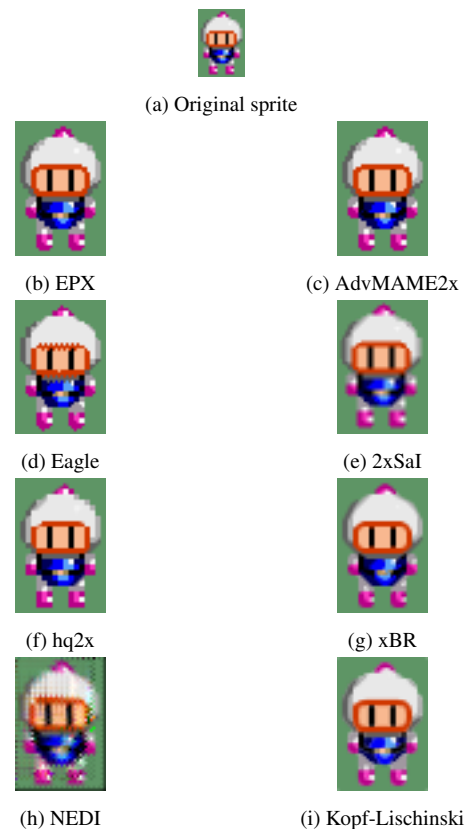 (a) Original sprite
(b) EPX
(c) AdvMAME2x
(d) Eagle
(e) 2xSaI
(f) hq2x
(g) xBR
(h) NEDI
(i) Kopf-Lischinski